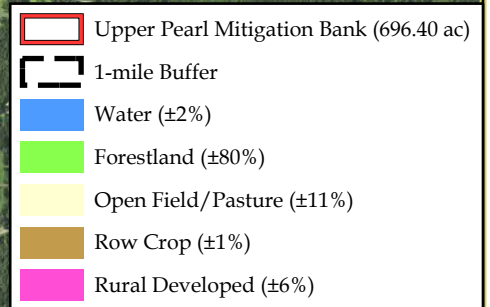 Upper Pearl Mitigation Bank (696.40 ac)
1-mile Buffer
Water (±2%)
Forestland (±80%)
Open Field/Pasture (±11%)
Row Crop (±1%)
Rural Developed (±6%)